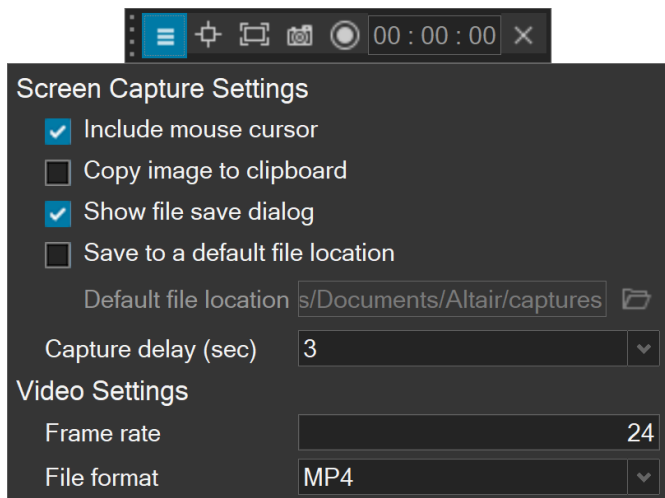 00 : 00 : 00
Screen Capture Settings
Include mouse cursor
Copy image to clipboard
Show file save dialog
Save to a default file location
Default file location s/Documents/Altair/captures
Capture delay (sec) 3
Video Settings
Frame rate 24
File format MP4